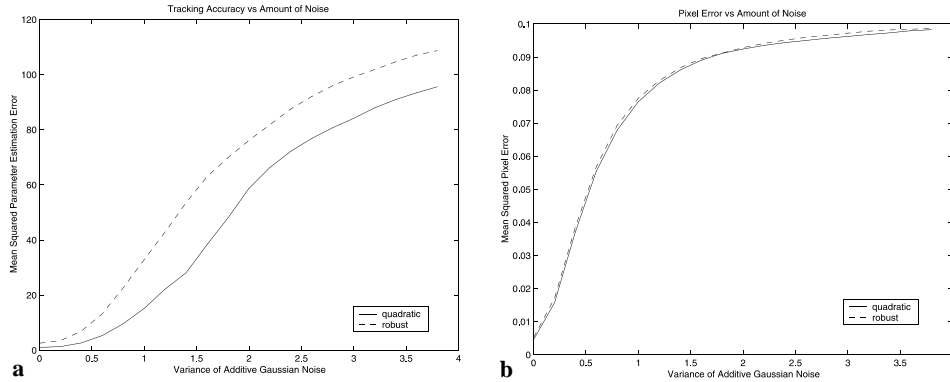 Tracking Accuracy vs Amount of Noise
120
100
80
60
40
20
0
0
0.5
1
1.5
2
2.5
3
3.5
4
Mean Squared Parameter Estimation Error
Variance of Additive Gaussian Noise
quadratic
robust
a
Pixel Error vs Amount of Noise
0.1
0.09
0.08
0.07
0.06
0.05
0.04
0.03
0.02
0.01
0
0
0.5
1
1.5
2
2.5
3
3.5
Mean Squared Pixel Error
Variance of Additive Gaussian Noise
quadratic
robust
b